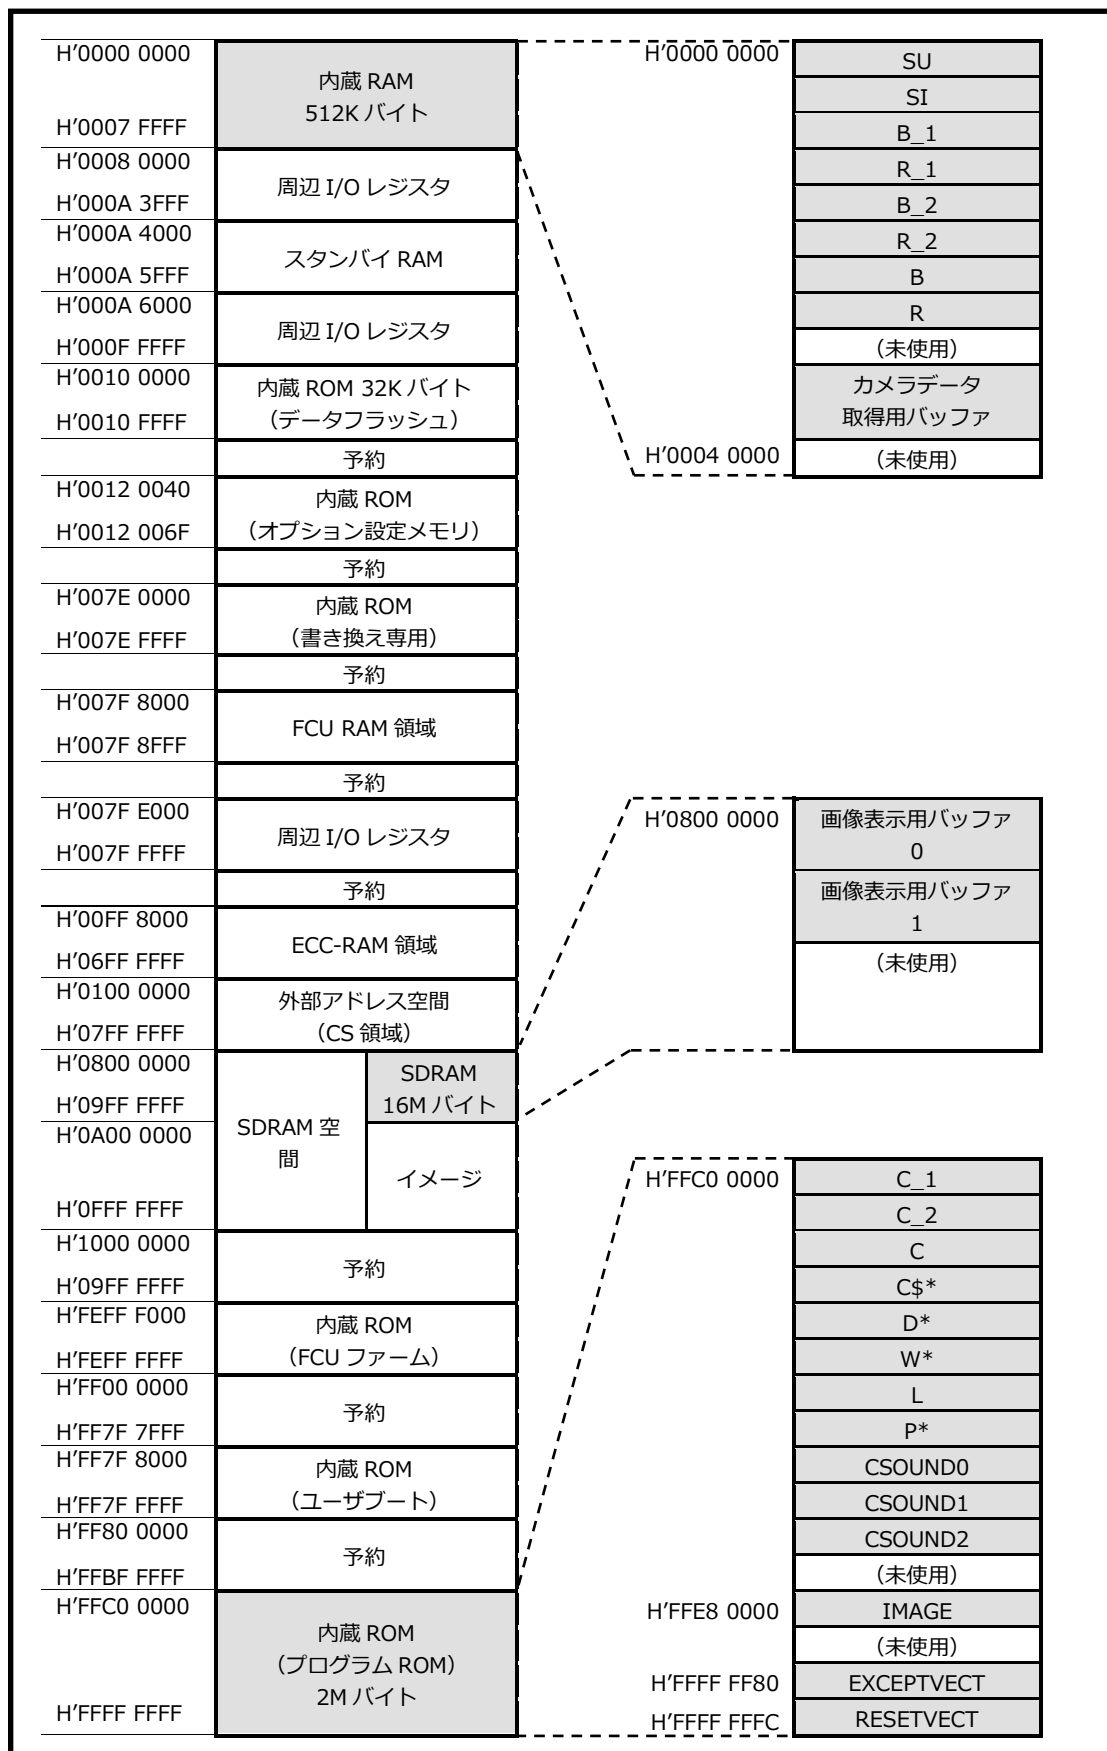 H'0000 0000
内蔵 RAM
512K バイト
H'0007 FFFF
H'0008 0000
周辺 I/O レジスタ
H'000A 3FFF
H'000A 4000
スタンバイ RAM
H'000A 5FFF
H'000A 6000
周辺 I/O レジスタ
H'000F FFFF
H'0010 0000
内蔵 ROM 32K バイト
(データフラッシュ)
H'0010 FFFF
予約
H'0012 0040
内蔵 ROM
(オプション設定メモリ)
H'0012 006F
予約
H'007E 0000
内蔵 ROM
(書き換え専用)
H'007E FFFF
予約
H'007F 8000
FCU RAM 領域
H'007F 8FFF
予約
H'007F E000
周辺 I/O レジスタ
H'007F FFFF
予約
H'00FF 8000
ECC-RAM 領域
H'06FF FFFF
H'0100 0000
外部アドレス空間
(CS 領域)
H'07FF FFFF
H'0800 0000
SDRAM
16M バイト
H'09FF FFFF
H'0A00 0000
SDRAM 空
間
イメージ
H'0FFF FFFF
H'1000 0000
予約
H'09FF FFFF
H'FEFF F000
内蔵 ROM
(FCU ファーム)
H'FEFF FFFF
H'FF00 0000
予約
H'FF7F 7FFF
H'FF7F 8000
内蔵 ROM
(ユーザブート)
H'FF7F FFFF
H'FF80 0000
予約
H'FFBF FFFF
H'FFC0 0000
内蔵 ROM
(プログラム ROM)
2M バイト
H'FFFF FFFF
H'0000 0000
SU
SI
B_1
R_1
B_2
R_2
B
R
(未使用)
カメラデータ
取得用バッファ
H'0004 0000
(未使用)
H'0800 0000
画像表示用バッファ
0
画像表示用バッファ
1
(未使用)
H'FFC0 0000
C_1
C_2
C
C$*
D*
W*
L
P*
CSOUND0
CSOUND1
CSOUND2
(未使用)
H'FFE8 0000
IMAGE
(未使用)
H'FFFF FF80
EXCEPTVECT
H'FFFF FFFC
RESETVECT